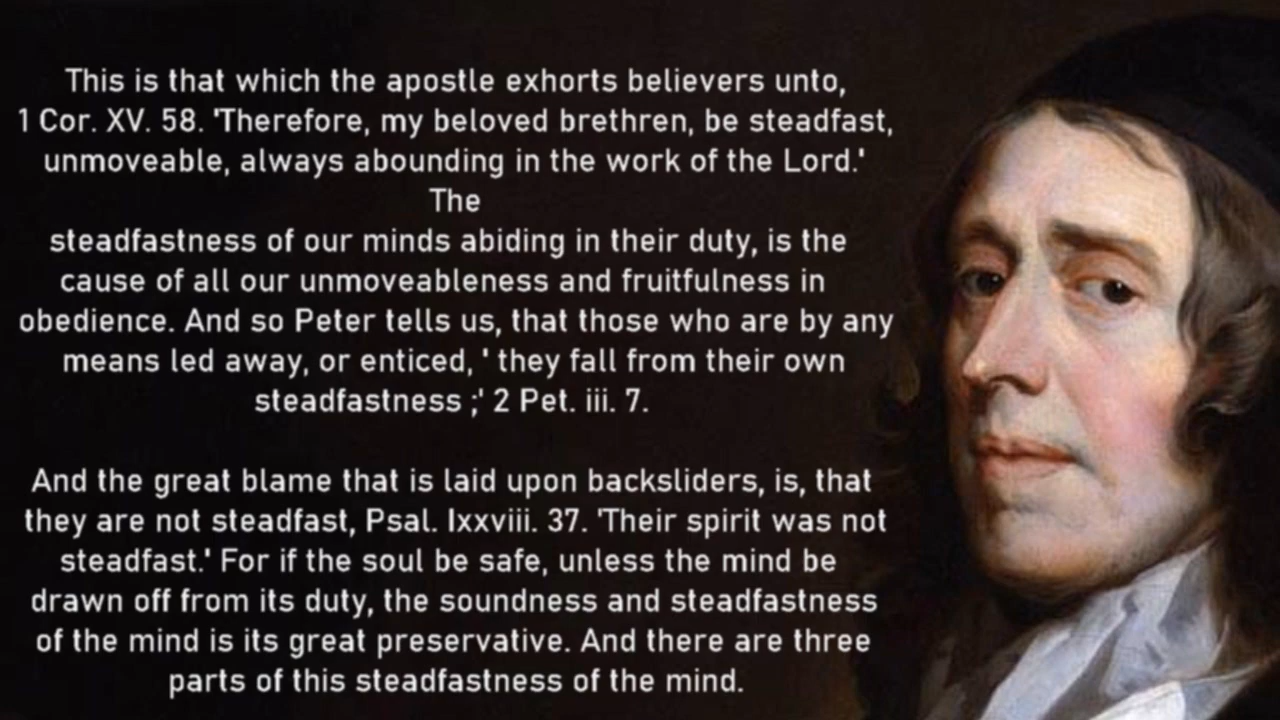 This is that which the apostle exhorts believers unto,
1 Cor. XV. 58. 'Therefore, my beloved brethren, be steadfast,
unmoveable, always abounding in the work of the Lord.'
The
steadfastness of our minds abiding in their duty, is the
cause of all our unmoveableness and fruitfulness in
obedience. And so Peter tells us, that those who are by any
means led away, or enticed, ' they fall from their own
steadfastness ;' 2 Pet. iii. 7.
And the great blame that is laid upon backsliders, is, that
they are not steadfast, Psal. lxxviii. 37. 'Their spirit was not
steadfast.' For if the soul be safe, unless the mind be
drawn off from its duty, the soundness and steadfastness
of the mind is its great preservative. And there are three
parts of this steadfastness of the mind.